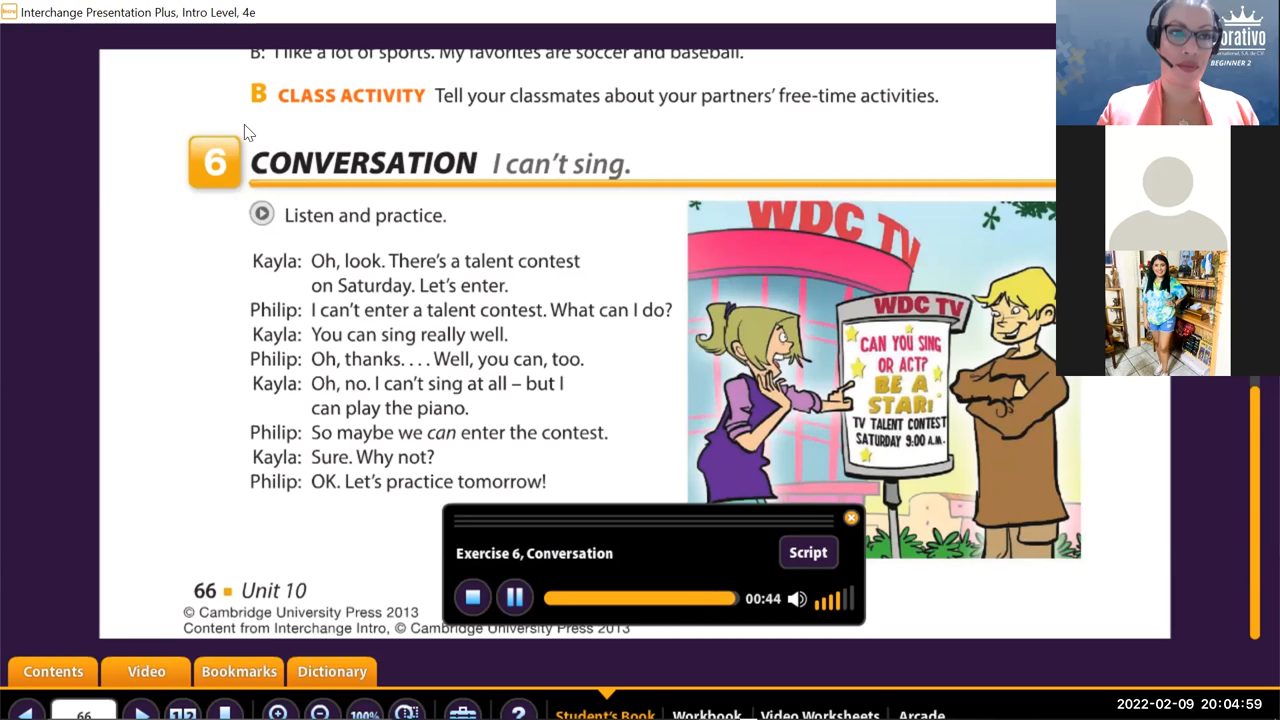 Interchange Presentation Plus, Intro Level, 4e
orativo
BEGINNER 2
B: I like a lot of sports. My favorites are soccer and baseball.
B CLASS ACTIVITY Tell your classmates about your partners' free-time activities.
6 CONVERSATION I can't sing.
Listen and practice.
Kayla: Oh, look. There's a talent contest
on Saturday. Let's enter.
Philip: I can't enter a talent contest. What can I do?
Kayla: You can sing really well.
Philip: Oh, thanks. . . . Well, you can, too.
Kayla: Oh, no. I can't sing at all – but I
can play the piano.
Philip: So maybe we can enter the contest.
Kayla: Sure. Why not?
Philip: OK. Let's practice tomorrow!
WDC TV
WDC TV
CAN YOU SING
OR ACT?
BE A
STAR!
TV TALENT CONTEST
SATURDAY 9:00 A.M.
Exercise 6, Conversation
Script
00:44
66 Unit 10
© Cambridge University Press 2013
Content from Interchange Intro, © Cambridge University Press 2013
Contents
Video
Bookmarks
Dictionary
66
100%
?
Student's Book
Workbook
Video Worksheets
Arcade
2022-02-09 20:04:59